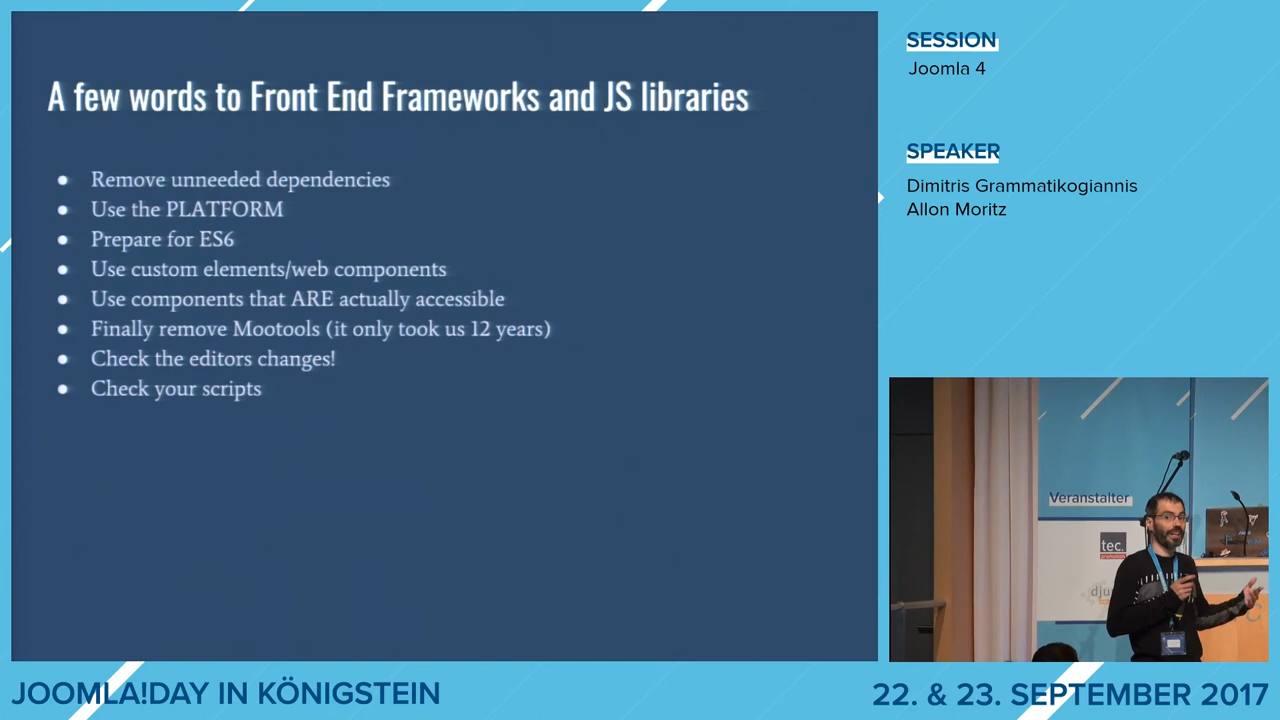 A few words to Front End Frameworks and JS libraries
● Remove unneeded dependencies
● Use the PLATFORM
● Prepare for ES6
● Use custom elements/web components
● Use components that ARE actually accessible
● Finally remove Mootools (it only took us 12 years)
● Check the editors changes!
● Check your scripts
SESSION
Joomla 4
SPEAKER
Dimitris Grammatikogiannis
Allon Moritz
Veranstalter
tec.
JOOMLA!DAY IN KÖNIGSTEIN
22. & 23. SEPTEMBER 2017